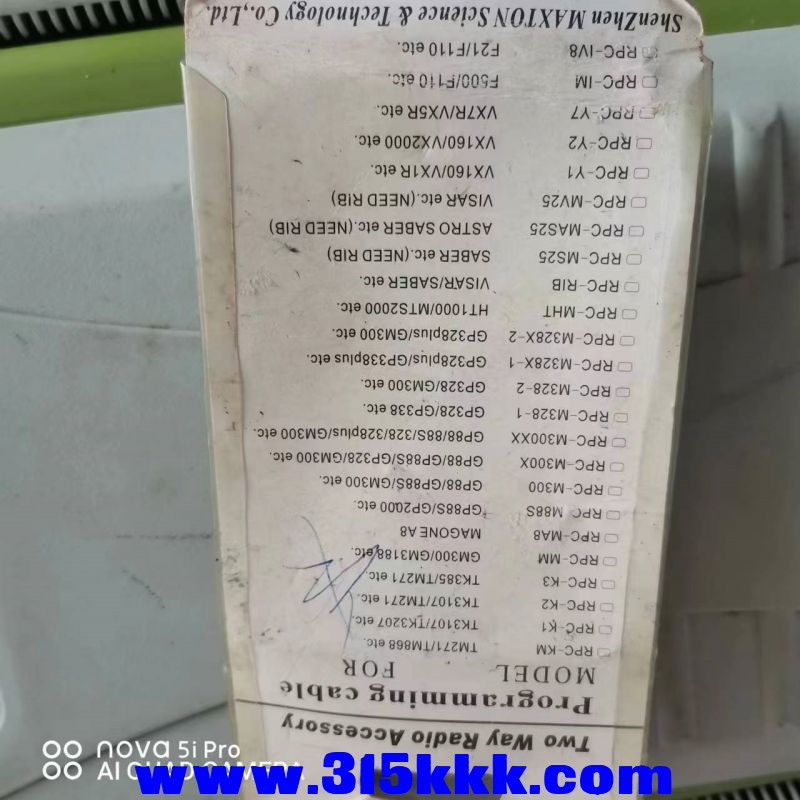 Two Way Radio Accessory
Programming cable
MODEL FOR
RPC-KM TM271/TM868 etc.
RPC-K1 TK3107/TK3207 etc.
RPC-K2 TK3107/TM271 etc.
RPC-K3 TK385/TM271 etc.
RPC-MM GM300/GM3188 etc.
RPC-MA8 MAGONE A8
RPC M88S GP88S/GP2000 etc.
RPC-M300 GP88/GP88S/GM300 etc.
RPC-M300X GP88/GP88S/GP328/GM300 etc.
RPC-M300XX GP88/88S/328/328plus/GM300 etc.
RPC-M328-1 GP328/GP338 etc.
RPC-M328-2 GP328/GM300 etc.
RPC-M328X-1 GP328plus/GP338plus etc.
RPC-M328X-2 GP328plus/GM300 etc.
RPC-MHT HT1000/MTS2000 etc.
RPC-RIB VISAR/SABER etc.
RPC-MS25 SABER etc.(NEED RIB)
RPC-MAS25 ASTRO SABER etc.(NEED RIB)
RPC-MV25 VISAR etc.(NEED RIB)
RPC-Y1 VX160/VX1R etc.
RPC-Y2 VX160/VX2000 etc.
RPC-Y7 VX7R/VX5R etc.
RPC-IM F500/F110 etc.
RPC-IV8 F21/F110 etc.
ShenZhen MAXTON Science & Technology Co.,Ltd.
nova 5i Pro
AI QUAD CAMERA
www.315kkk.com